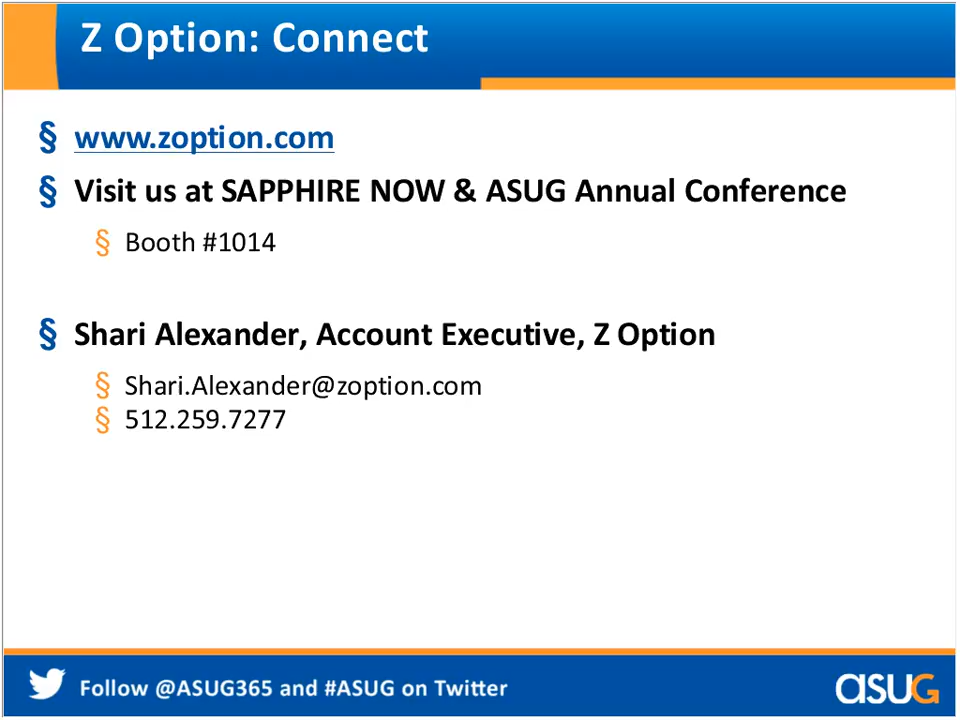 Z Option: Connect
§ www.zoption.com
§ Visit us at SAPPHIRE NOW & ASUG Annual Conference
§ Booth #1014
§ Shari Alexander, Account Executive, Z Option
§ Shari.Alexander@zoption.com
§ 512.259.7277
Follow @ASUG365 and #ASUG on Twitter
asuG